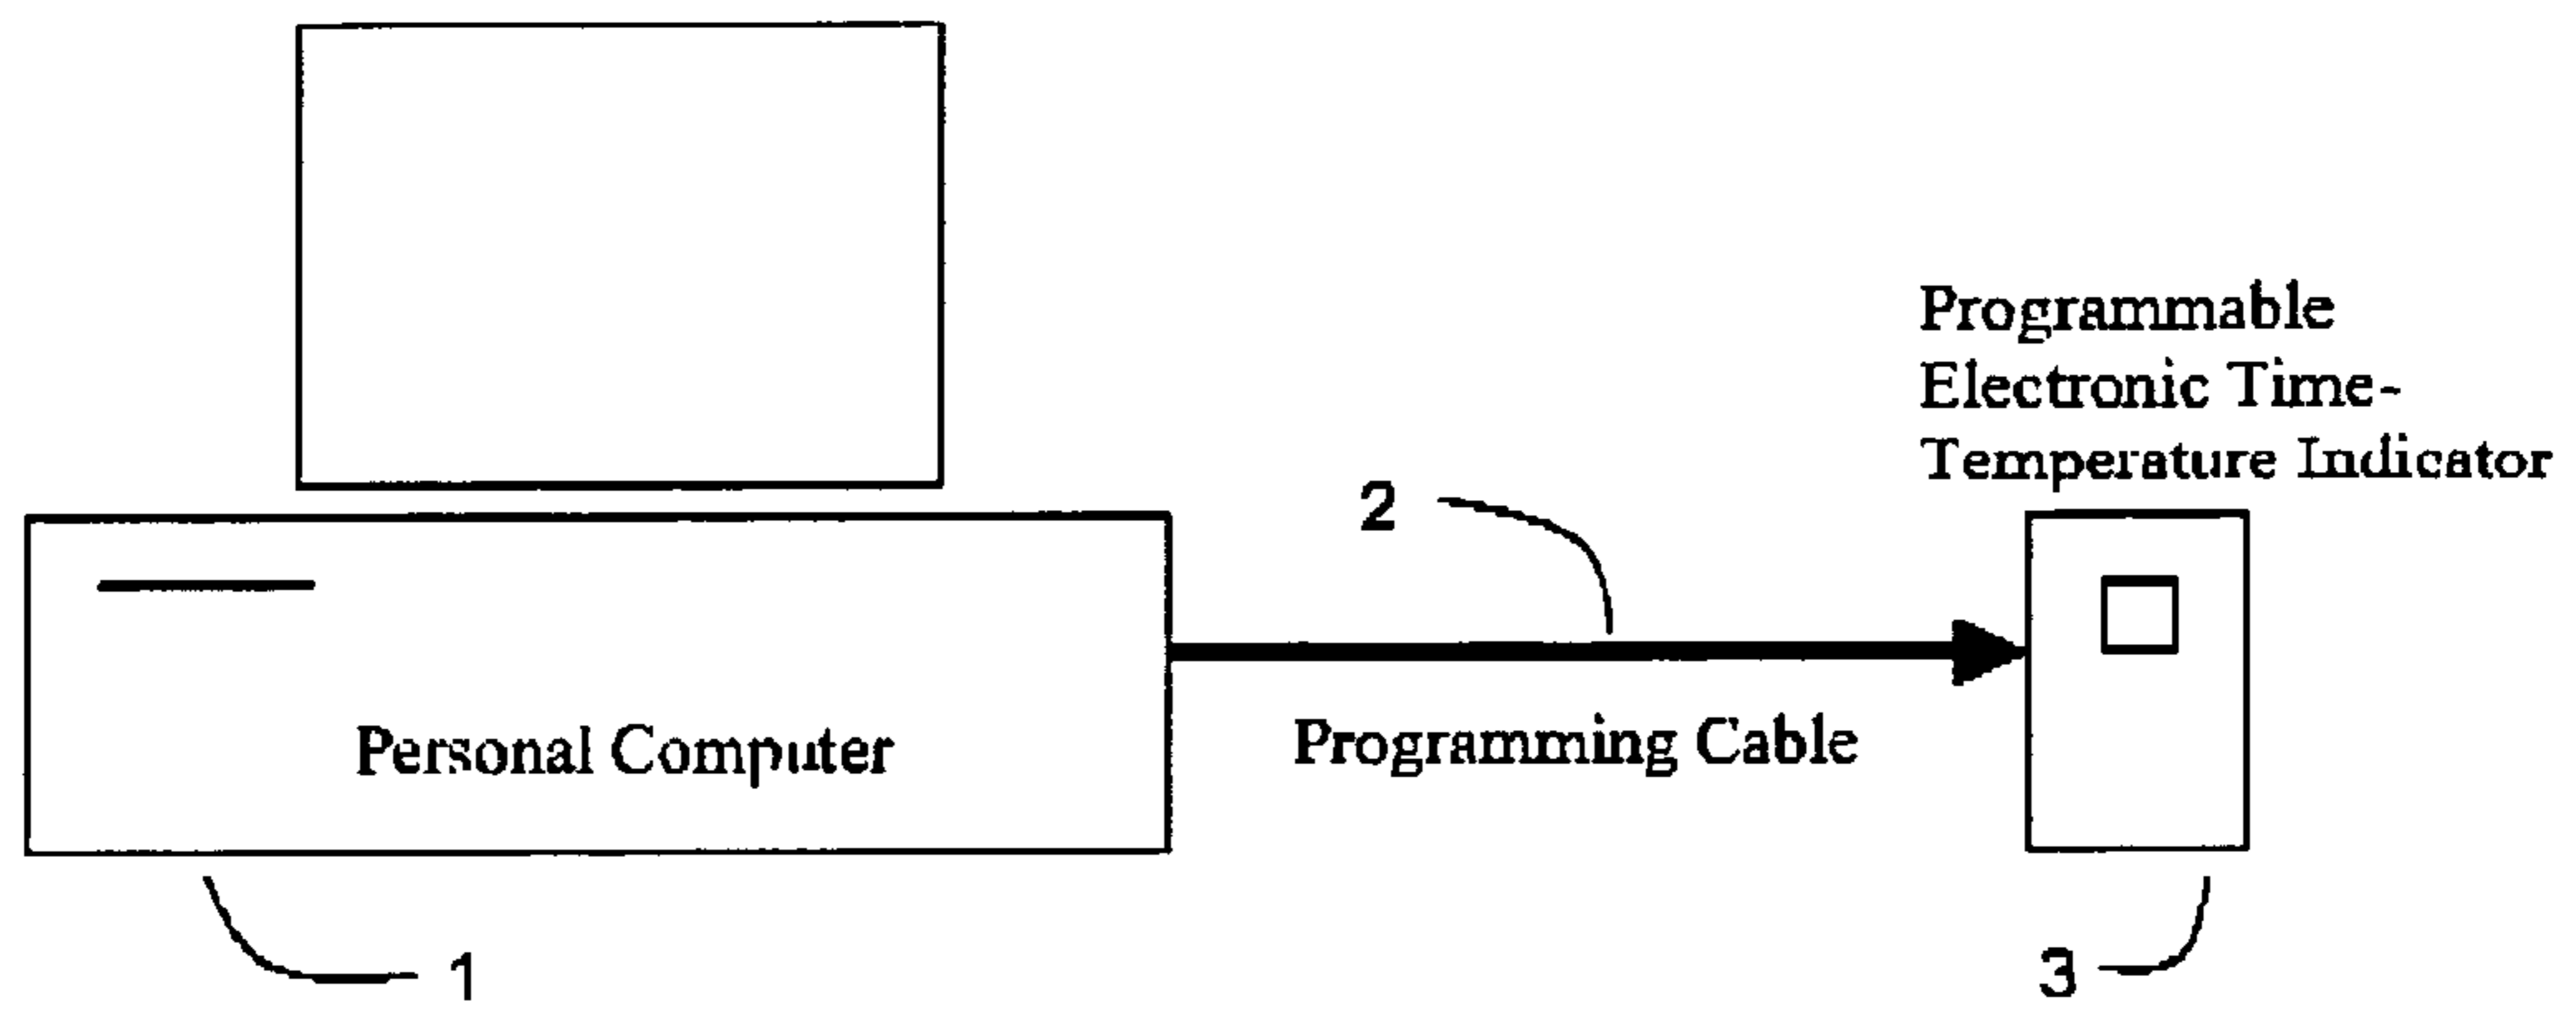 Programmable
Electronic Time-
Temperature Indicator
2
Personal Computer
Programming Cable
1
3